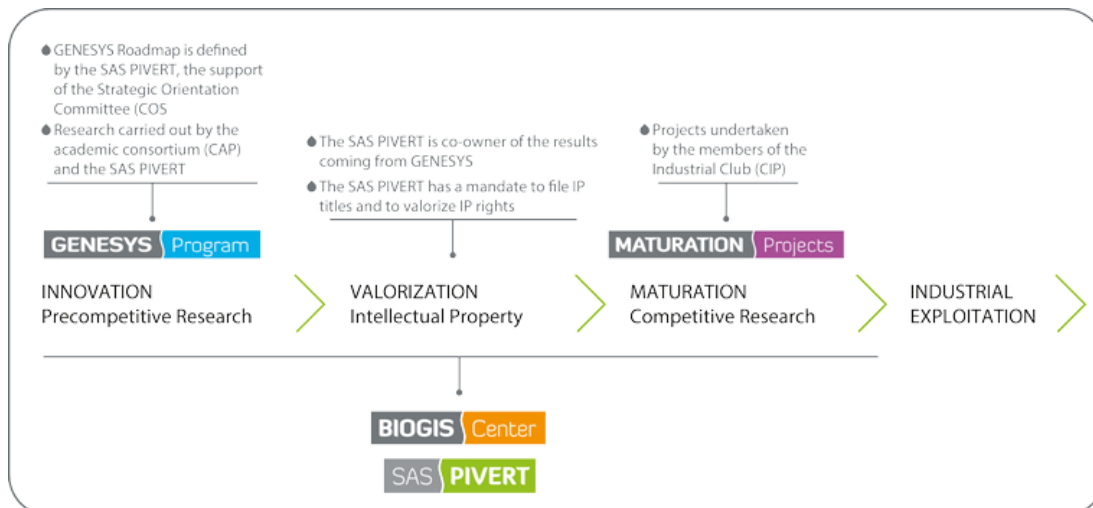 GENESYS Roadmap is defined
by the SAS PIVERT, the support
of the Strategic Orientation
Committee (COS
Research carried out by the
academic consortium (CAP)
and the SAS PIVERT
The SAS PIVERT is co-owner of the results
coming from GENESYS
The SAS PIVERT has a mandate to file IP
titles and to valorize IP rights
Projects undertaken
by the members of the
Industrial Club (CIP)
GENESYS Program
MATURATION Projects
INNOVATION
Precompetitive Research
VALORIZATION
Intellectual Property
MATURATION
Competitive Research
INDUSTRIAL
EXPLOITATION
BIOGIS Center
SAS PIVERT